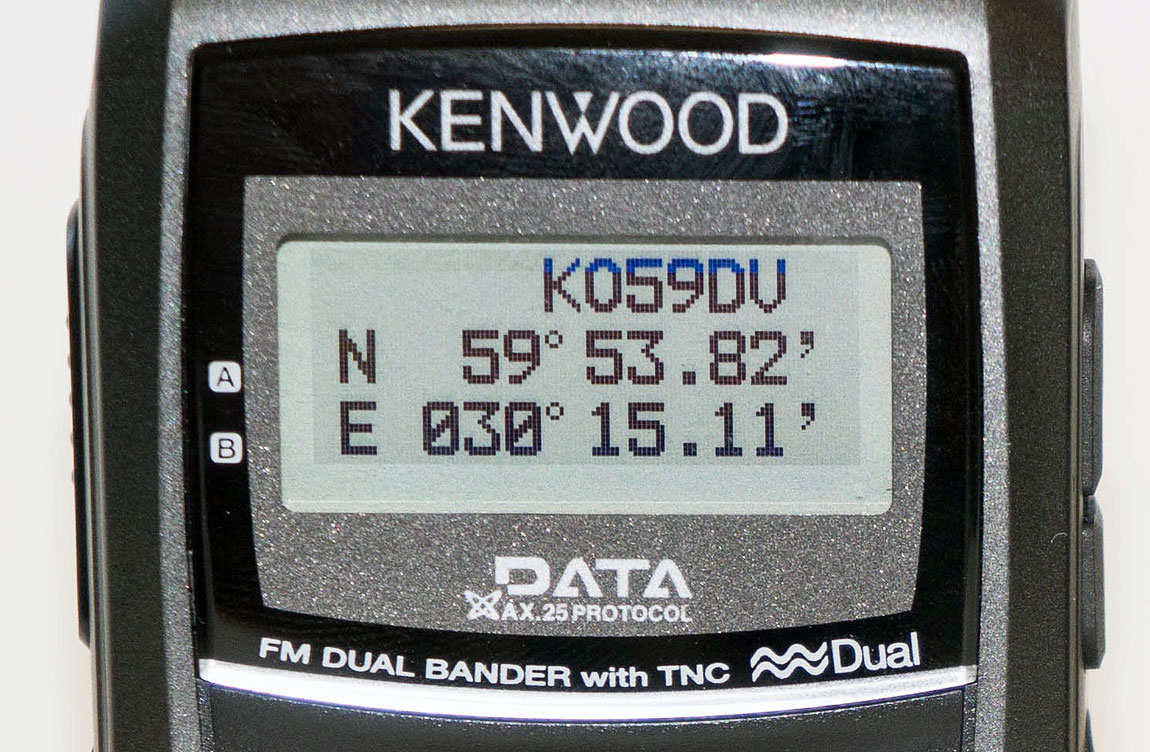 KENWOOD
KO59DV
A N 59°53.82'
B E 030°15.11'
DATA
AX.25 PROTOCOL
FM DUAL BANDER with TNC Dual